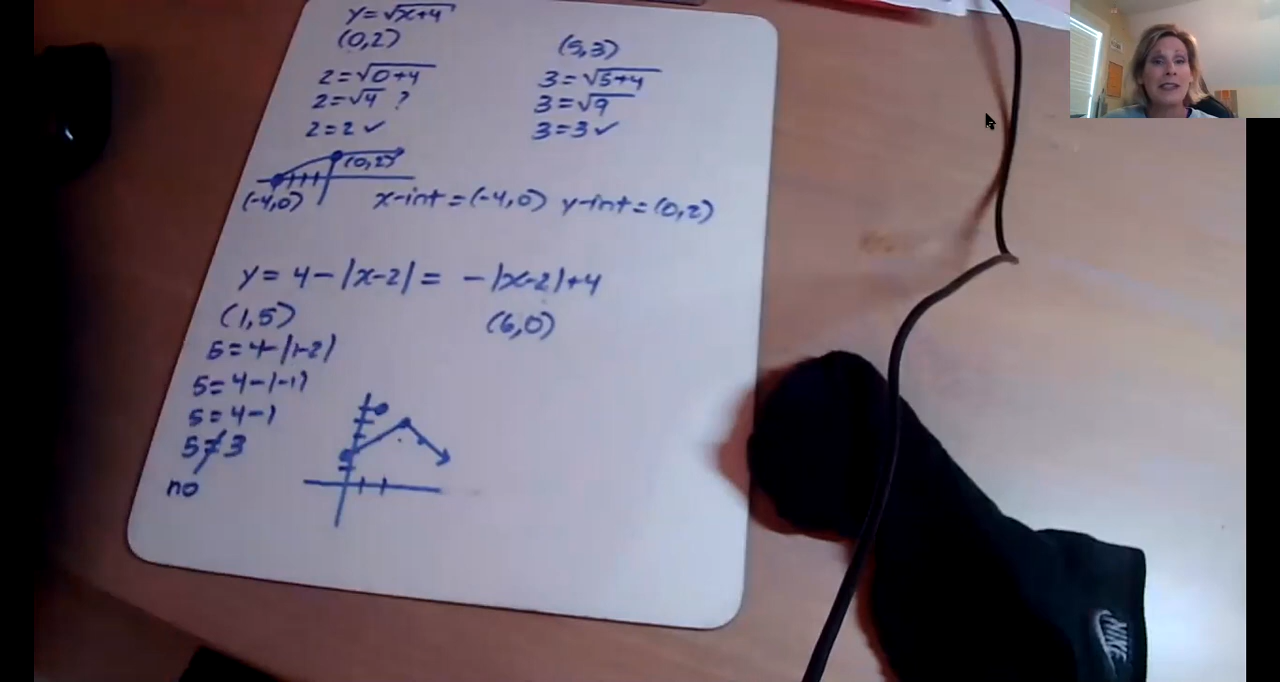 y=√x+4
(0,2) (5,3)
2=√0+4 3=√5+4
2=√4 ? 3=√9
2=2✓ 3=3✓
(0,2)
(-4,0) x-int=(-4,0) y-int=(0,2)
y= 4-|x-2|= -|x-2|+4
(1,5) (6,0)
5=4-|1-2|
5=4-|-1|
5=4-1
5≠3
no
NIKE